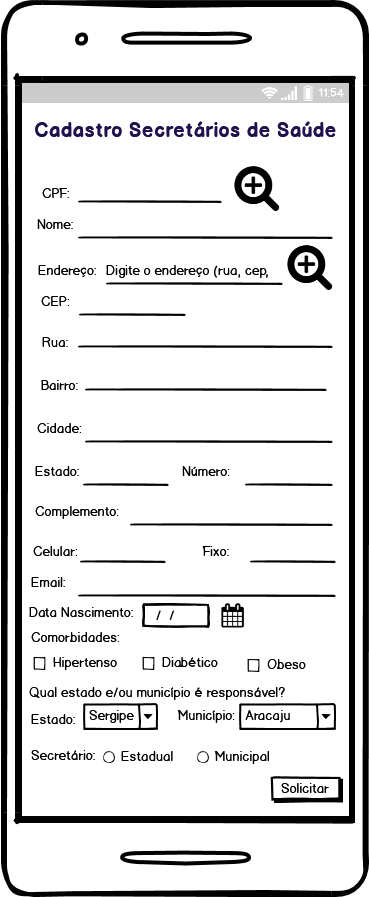 11:54
Cadastro Secretários de Saúde
CPF:
Nome:
Endereço: Digite o endereço (rua, cep,
CEP:
Rua:
Bairro:
Cidade:
Estado: Número:
Complemento:
Celular: Fixo:
Email:
Data Nascimento: / /
Comorbidades:
Hipertenso Diabético Obeso
Qual estado e/ou município é responsável?
Estado: Sergipe Município: Aracaju
Secretário: Estadual Municipal
Solicitar